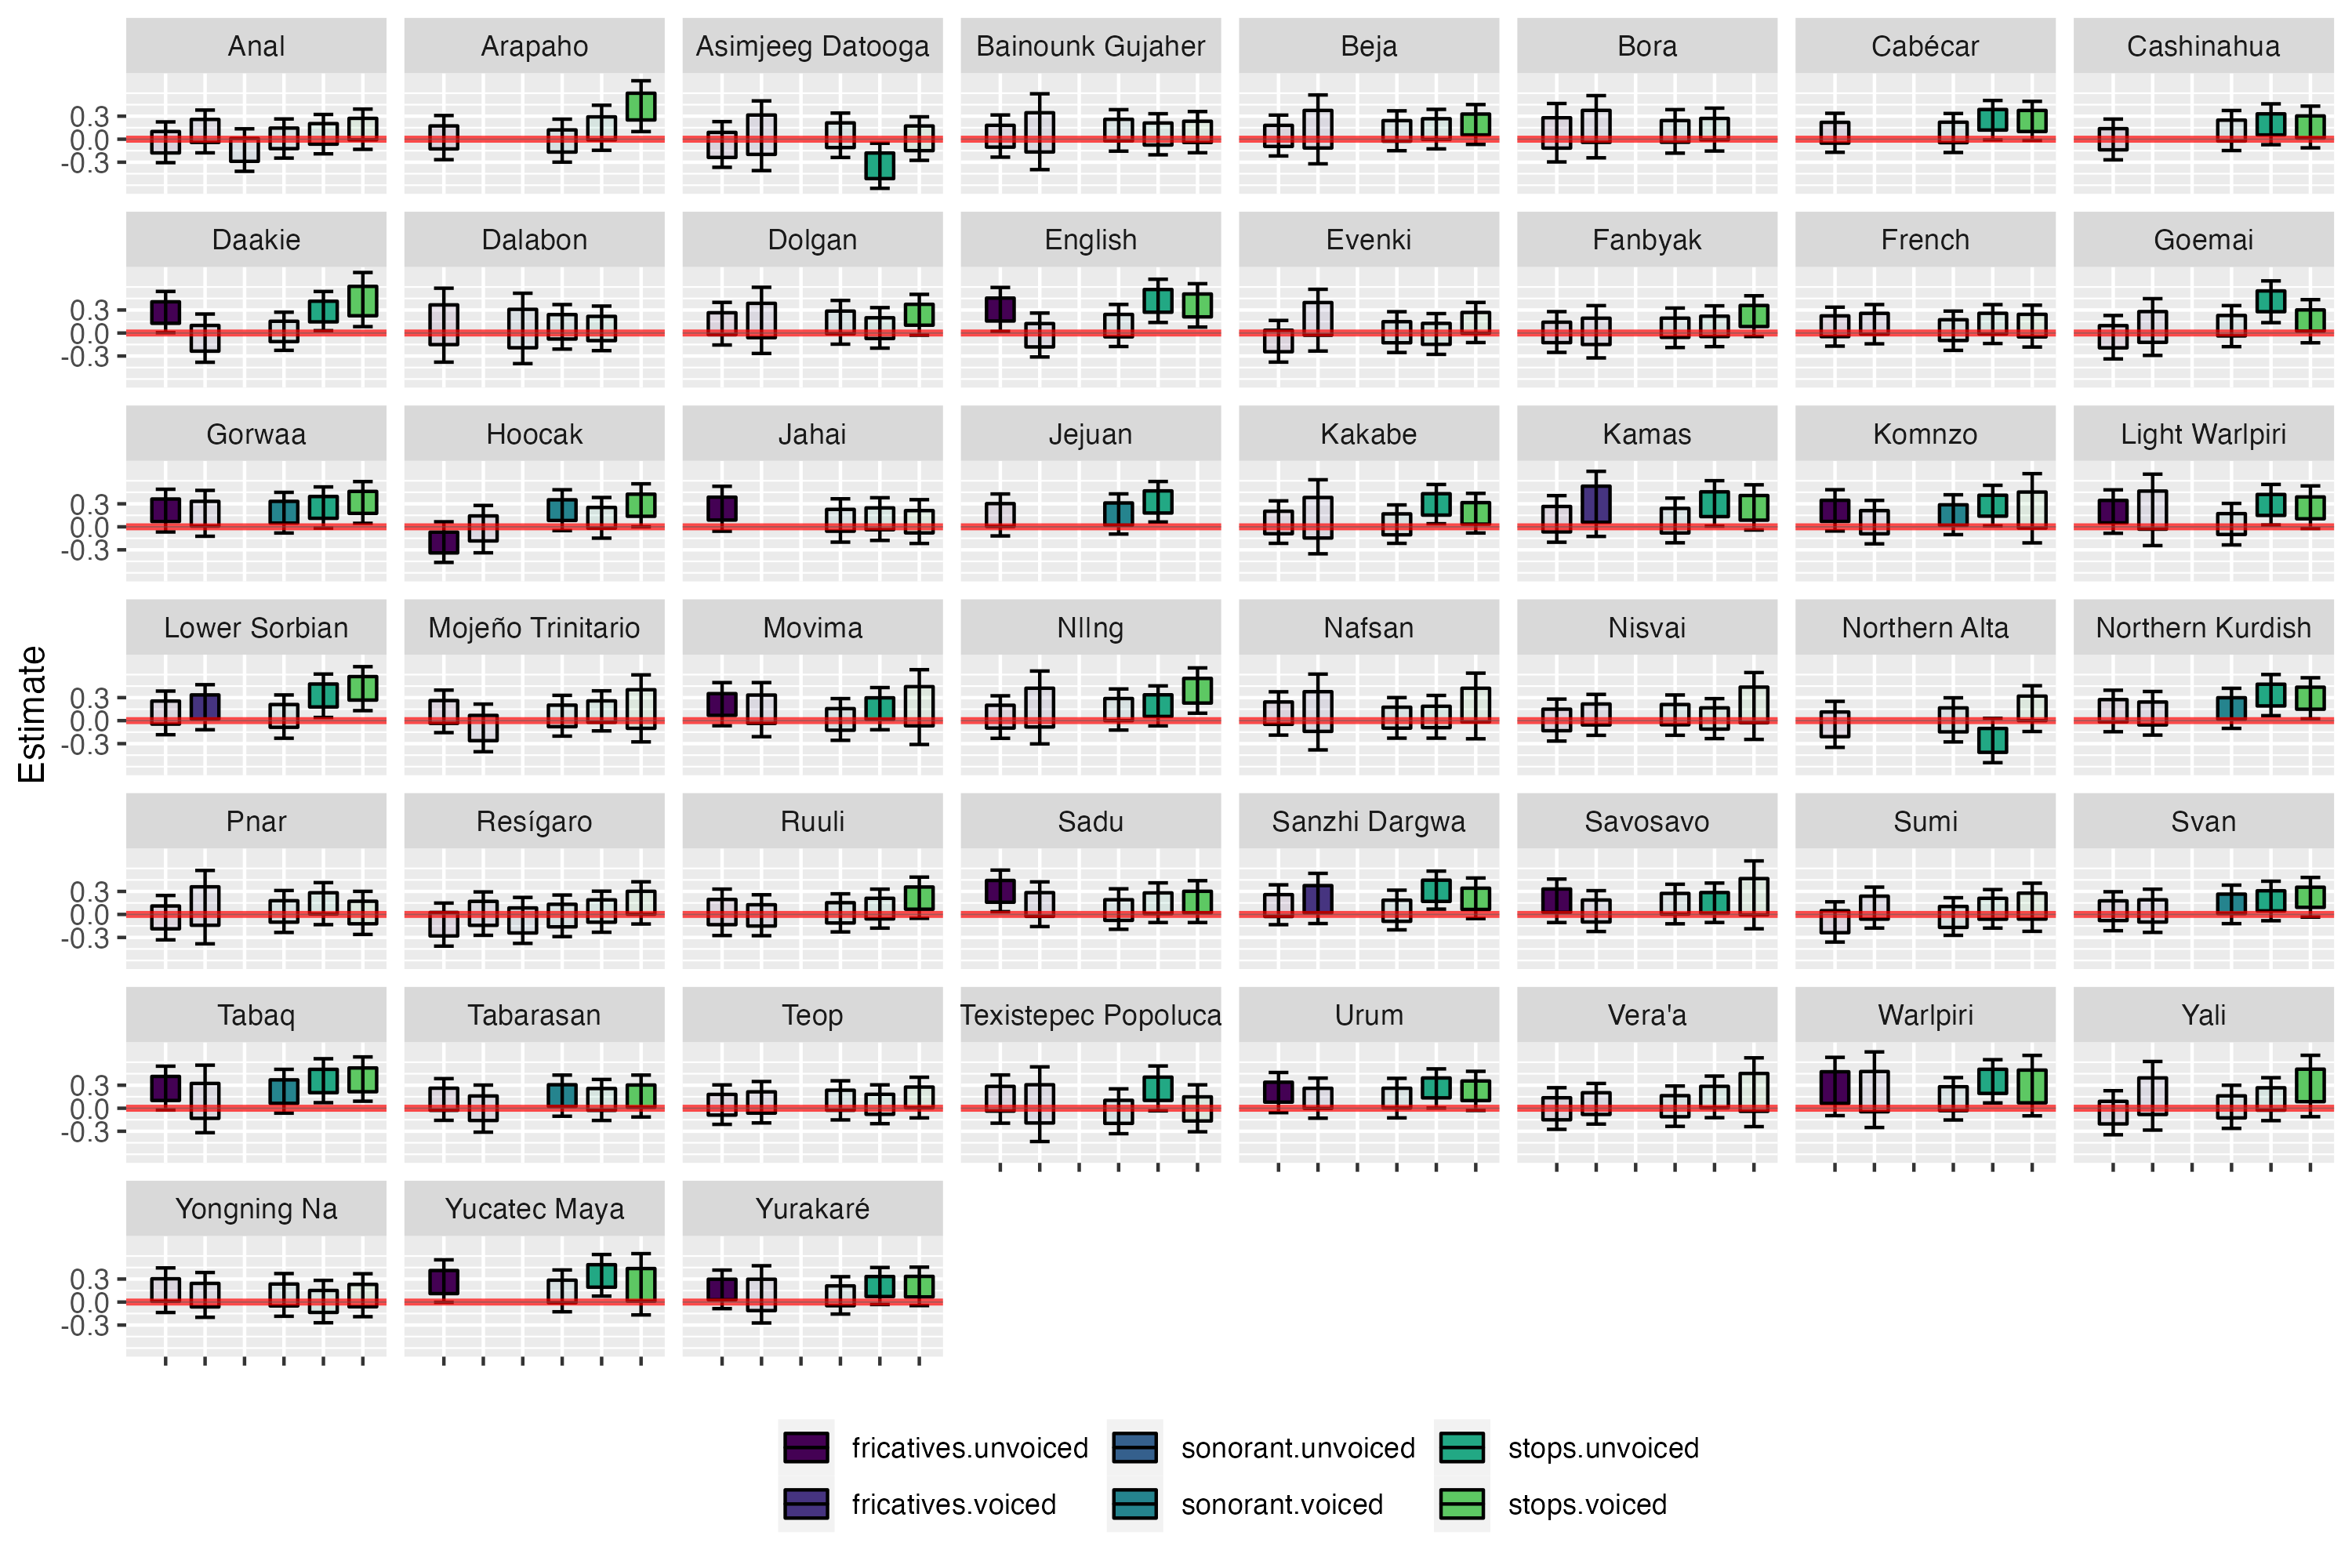 Anal Arapaho Asimjeeg Datooga Bainounk Gujaher Beja Bora Cabécar Cashinahua
0.3
0.0
-0.3
Daakie Dalabon Dolgan English Evenki Fanbyak French Goemai
0.3
0.0
-0.3
Gorwaa Hoocak Jahai Jejuan Kakabe Kamas Komnzo Light Warlpiri
0.3
0.0
-0.3
Estimate
Lower Sorbian Mojeño Trinitario Movima Nllng Nafsan Nisvai Northern Alta Northern Kurdish
0.3
0.0
-0.3
Pnar Resígaro Ruuli Sadu Sanzhi Dargwa Savosavo Sumi Svan
0.3
0.0
-0.3
Tabaq Tabarasan Teop Texistepec Popoluca Urum Vera'a Warlpiri Yali
0.3
0.0
-0.3
Yongning Na Yucatec Maya Yurakaré
0.3
0.0
-0.3
fricatives.unvoiced sonorant.unvoiced stops.unvoiced
fricatives.voiced sonorant.voiced stops.voiced